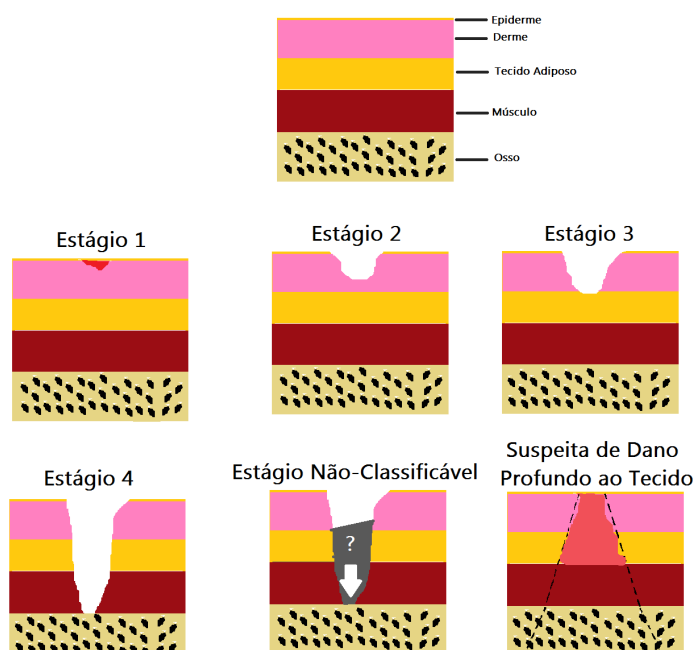 Epiderme
Derme
Tecido Adiposo
Músculo
Osso
Estágio 1
Estágio 2
Estágio 3
Estágio 4
Estágio Não-Classificável
?
Suspeita de Dano
Profundo ao Tecido